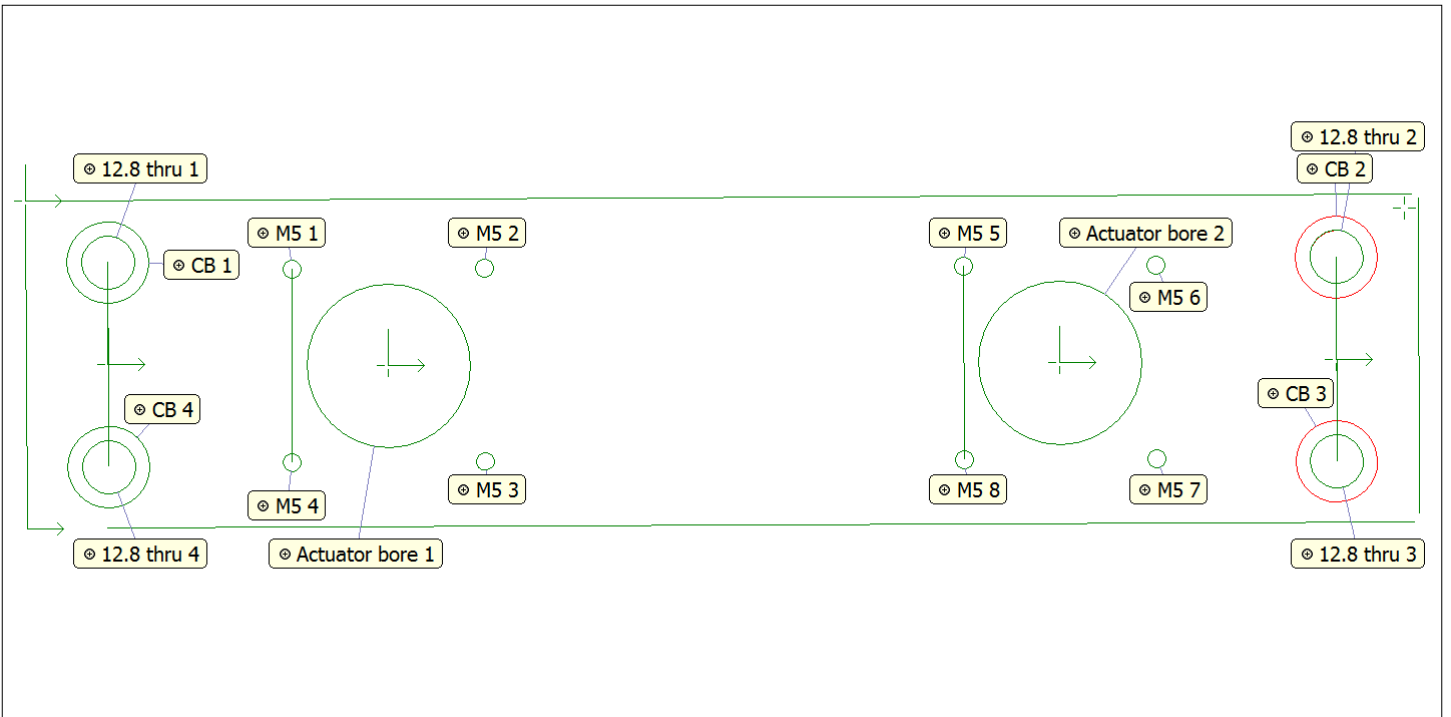 12.8 thru 2
12.8 thru 1
CB 2
M5 1
M5 2
M5 5
Actuator bore 2
CB 1
M5 6
CB 3
CB 4
M5 4
M5 3
M5 8
M5 7
12.8 thru 4
Actuator bore 1
12.8 thru 3